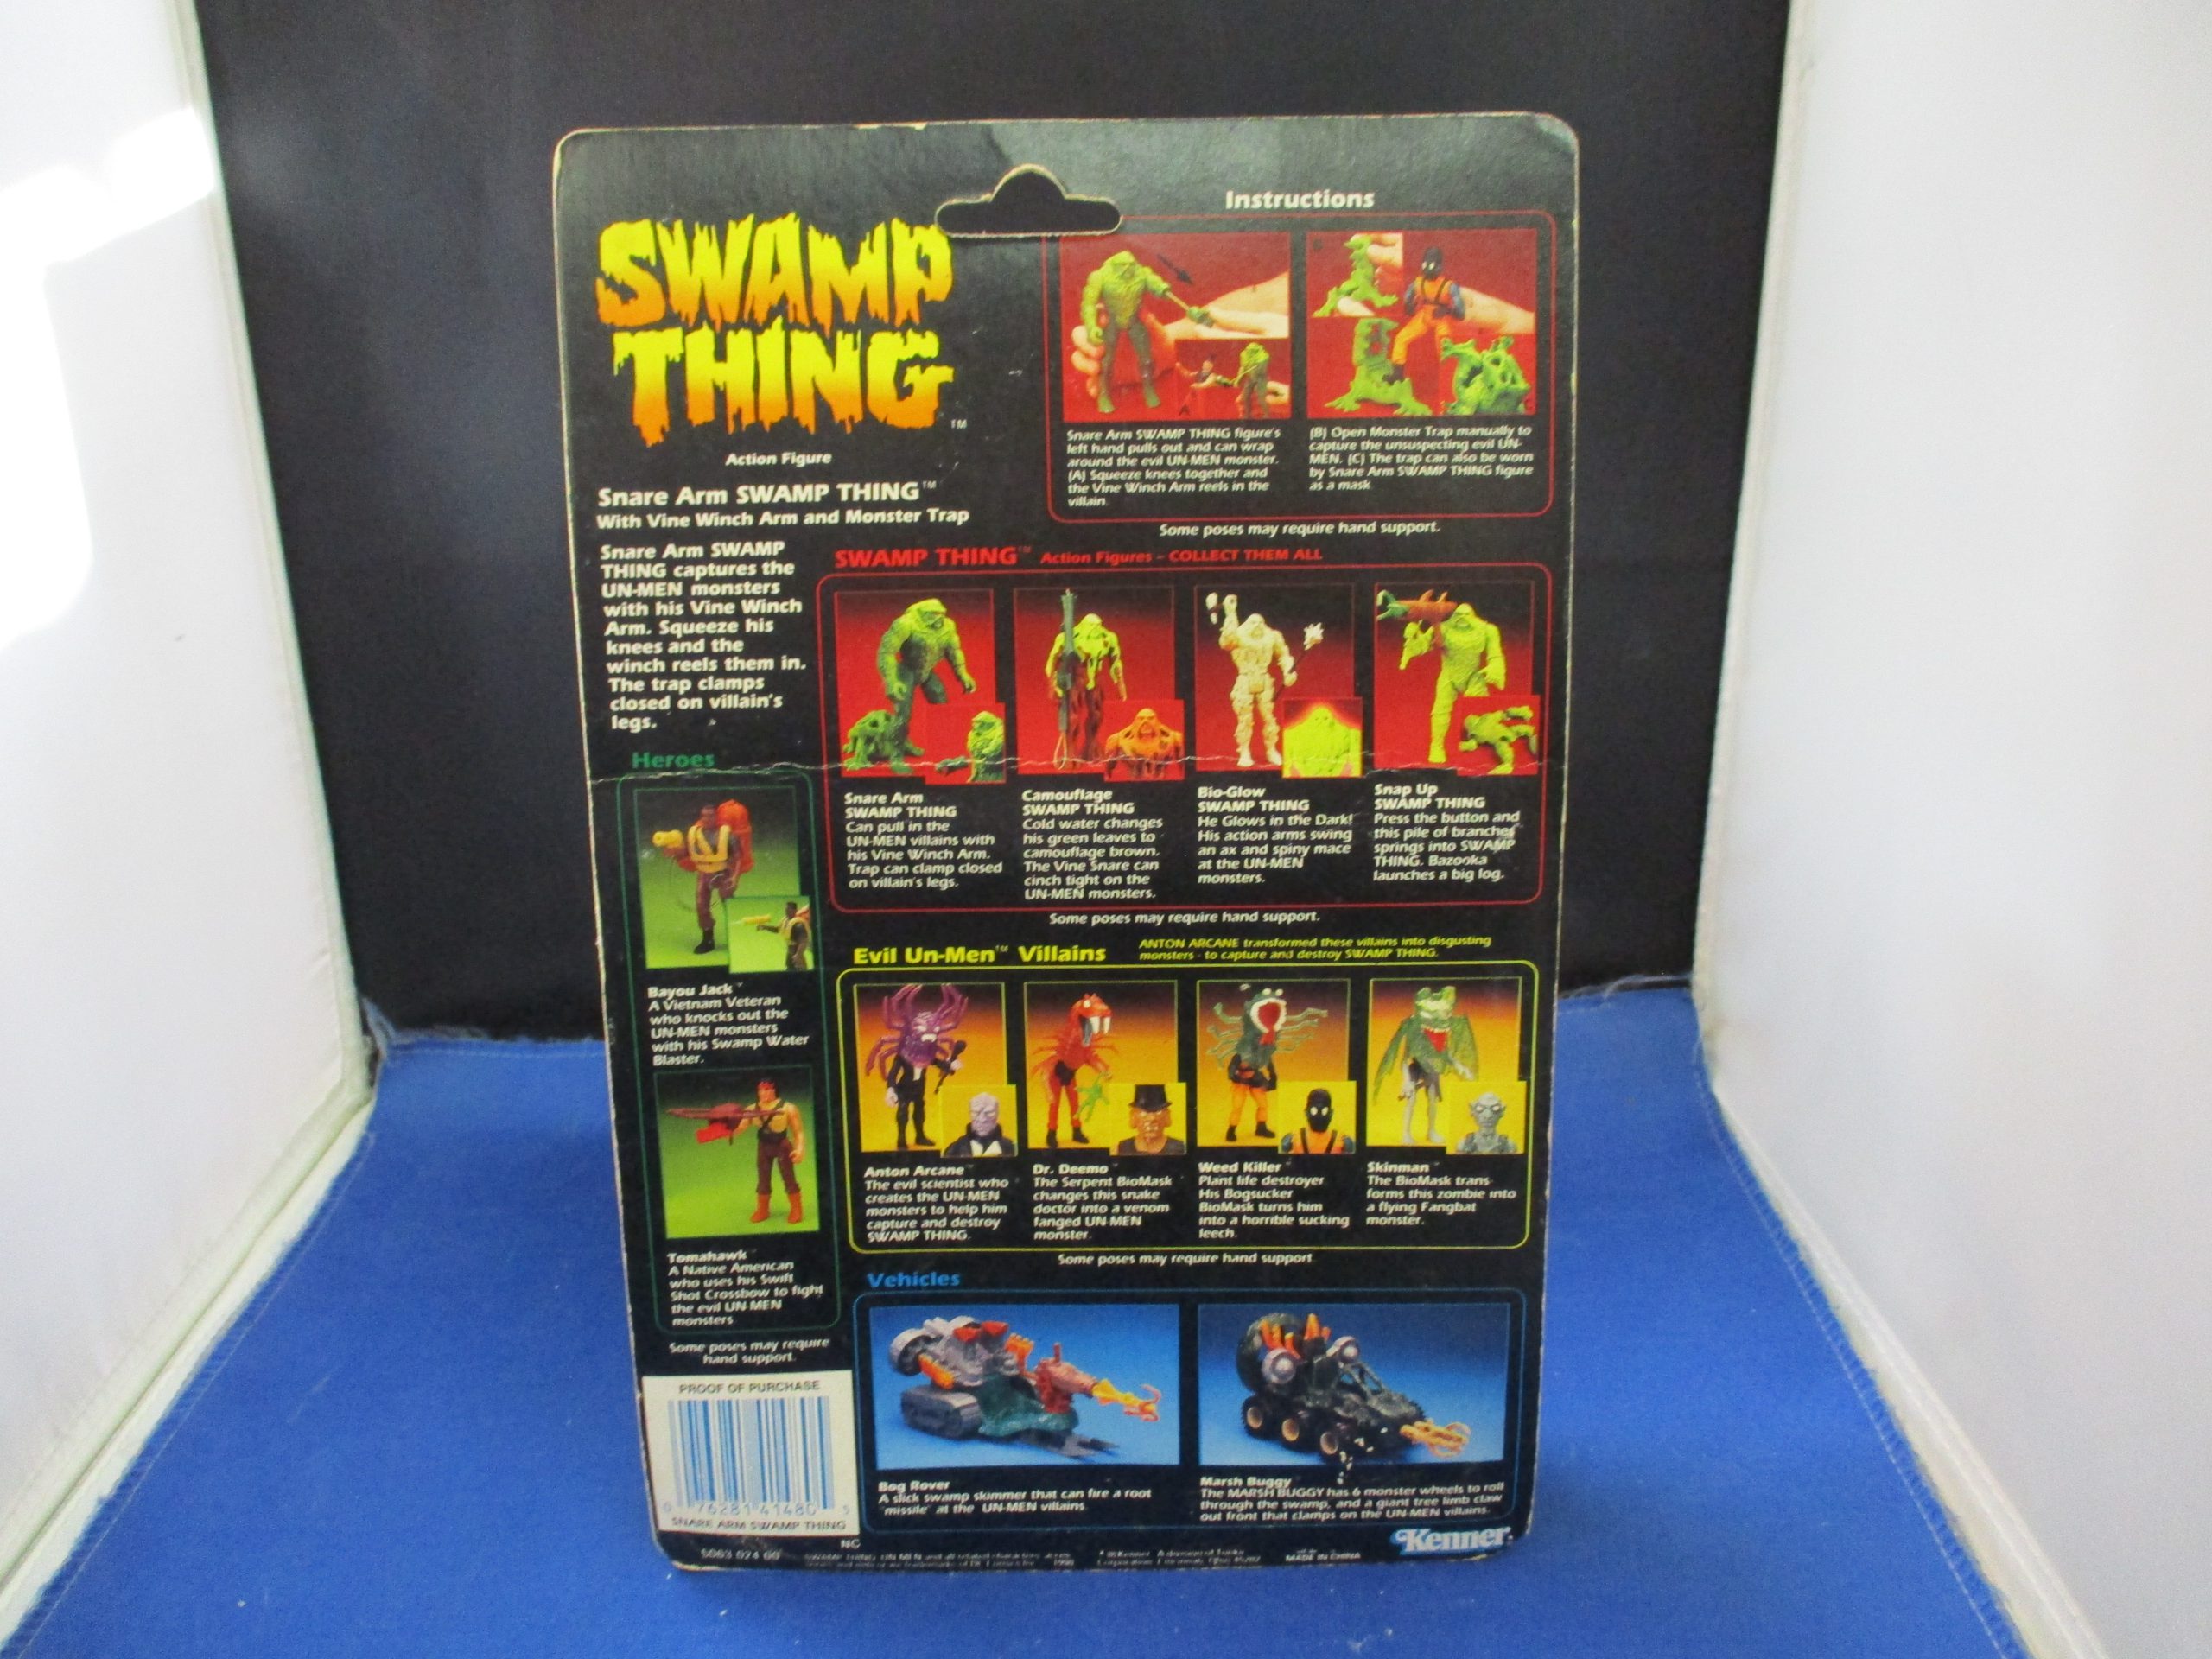 SWAMP
THING
TM
Action Figure
Snare Arm SWAMP THING™
With Vine Winch Arm and Monster Trap
Snare Arm SWAMP
THING captures the
UN-MEN monsters
with his Vine Winch
Arm. Squeeze his
knees and the
winch reels them in.
The trap clamps
closed on villain's
legs.
Instructions
Snare Arm SWAMP THING figure's
left hand pulls out and can wrap
around the evil UN-MEN monster.
(A) Squeeze knees together and
the Vine Winch Arm reels in the
villain.
(B) Open Monster Trap manually to
capture the unsuspecting evil UN-
MEN. (C) The trap can also be worn
by Snare Arm SWAMP THING figure
as a mask
Some poses may require hand support.
SWAMP THING™ Action Figures - COLLECT THEM ALL
Snare Arm
SWAMP THING
Can pull in the
UN-MEN villains with
his Vine Winch Arm.
Trap can clamp closed
on villain's legs.
Camouflage
SWAMP THING
Cold water changes
his green leaves to
camouflage brown.
The Vine Snare can
cinch tight on the
UN-MEN monsters.
Bio-Glow
SWAMP THING
He Glows in the Dark!
His action arms swing
an ax and spiny mace
at the UN-MEN
monsters.
Snap Up
SWAMP THING
Press the button and
this pile of branches
springs into SWAMP
THING. Bazooka
launches a big log.
Some poses may require hand support.
Heroes
Bayou Jack™
A Vietnam Veteran
who knocks out the
UN-MEN monsters
with his Swamp Water
Blaster.
Tomahawk™
A Native American
who uses his Swift
Shot Crossbow to fight
the evil UN MEN
monsters
Some poses may require
hand support.
Evil Un-Men™ Villains
ANTON ARCANE transformed these villains into disgusting
monsters - to capture and destroy SWAMP THING.
Anton Arcane™
The evil scientist who
creates the UN-MEN
monsters to help him
capture and destroy
SWAMP THING.
Dr. Deemo™
The Serpent BioMask
changes this snake
doctor into a venom
fanged UN-MEN
monster.
Weed Killer™
Plant life destroyer
His Bogsucker
BioMask turns him
into a horrible sucking
leech.
Skinman™
The BioMask trans-
forms this zombie into
a flying Fangbat
monster.
Some poses may require hand support
Vehicles
Bog Rover
A slick swamp skimmer that can fire a root
"missile" at the UN-MEN villains.
Marsh Buggy
The MARSH BUGGY has 6 monster wheels to roll
through the swamp, and a giant tree limb claw
out front that clamps on the UN-MEN villains.
PROOF OF PURCHASE
0 76281 41480 5
SNARE ARM SWAMP THING
NC
5063 024 00
MADE IN CHINA
Kenner